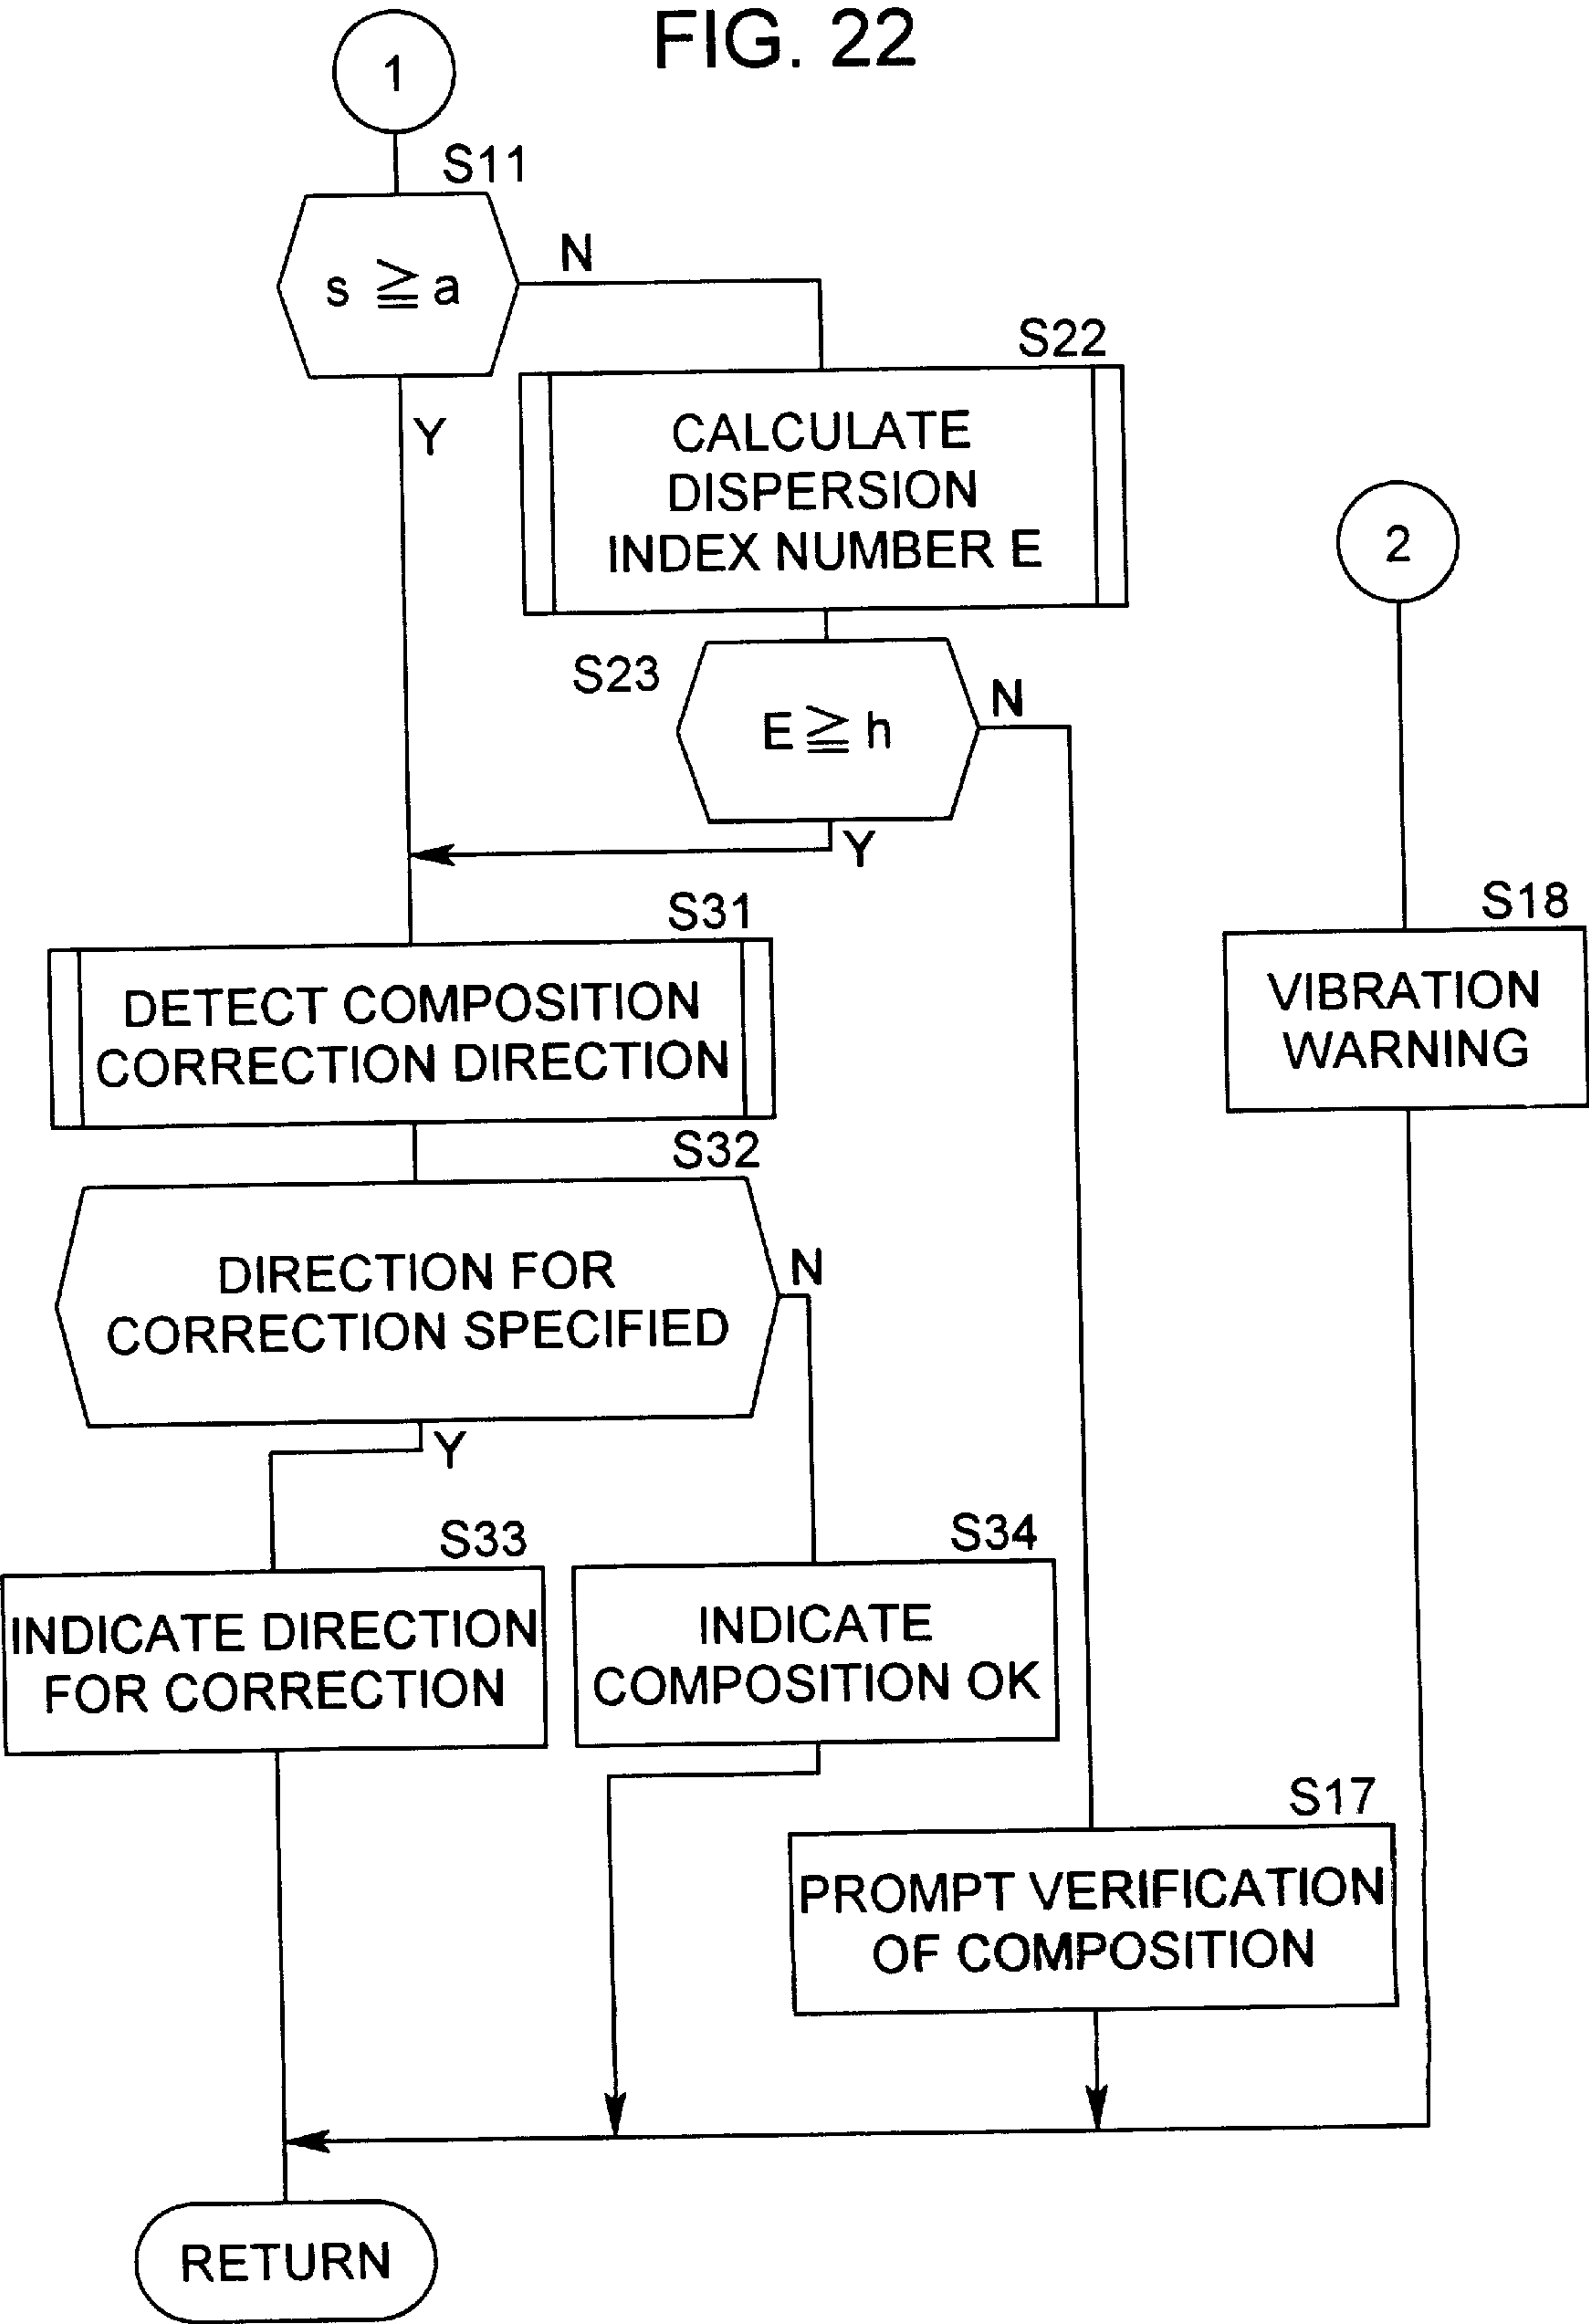 FIG. 22
1
S11
s ≧ a
N
Y
S22
CALCULATE
DISPERSION
INDEX NUMBER E
2
S23
E ≧ h
N
Y
S31
DETECT COMPOSITION
CORRECTION DIRECTION
S18
VIBRATION
WARNING
S32
DIRECTION FOR
CORRECTION SPECIFIED
N
Y
S33
INDICATE DIRECTION
FOR CORRECTION
S34
INDICATE
COMPOSITION OK
S17
PROMPT VERIFICATION
OF COMPOSITION
RETURN